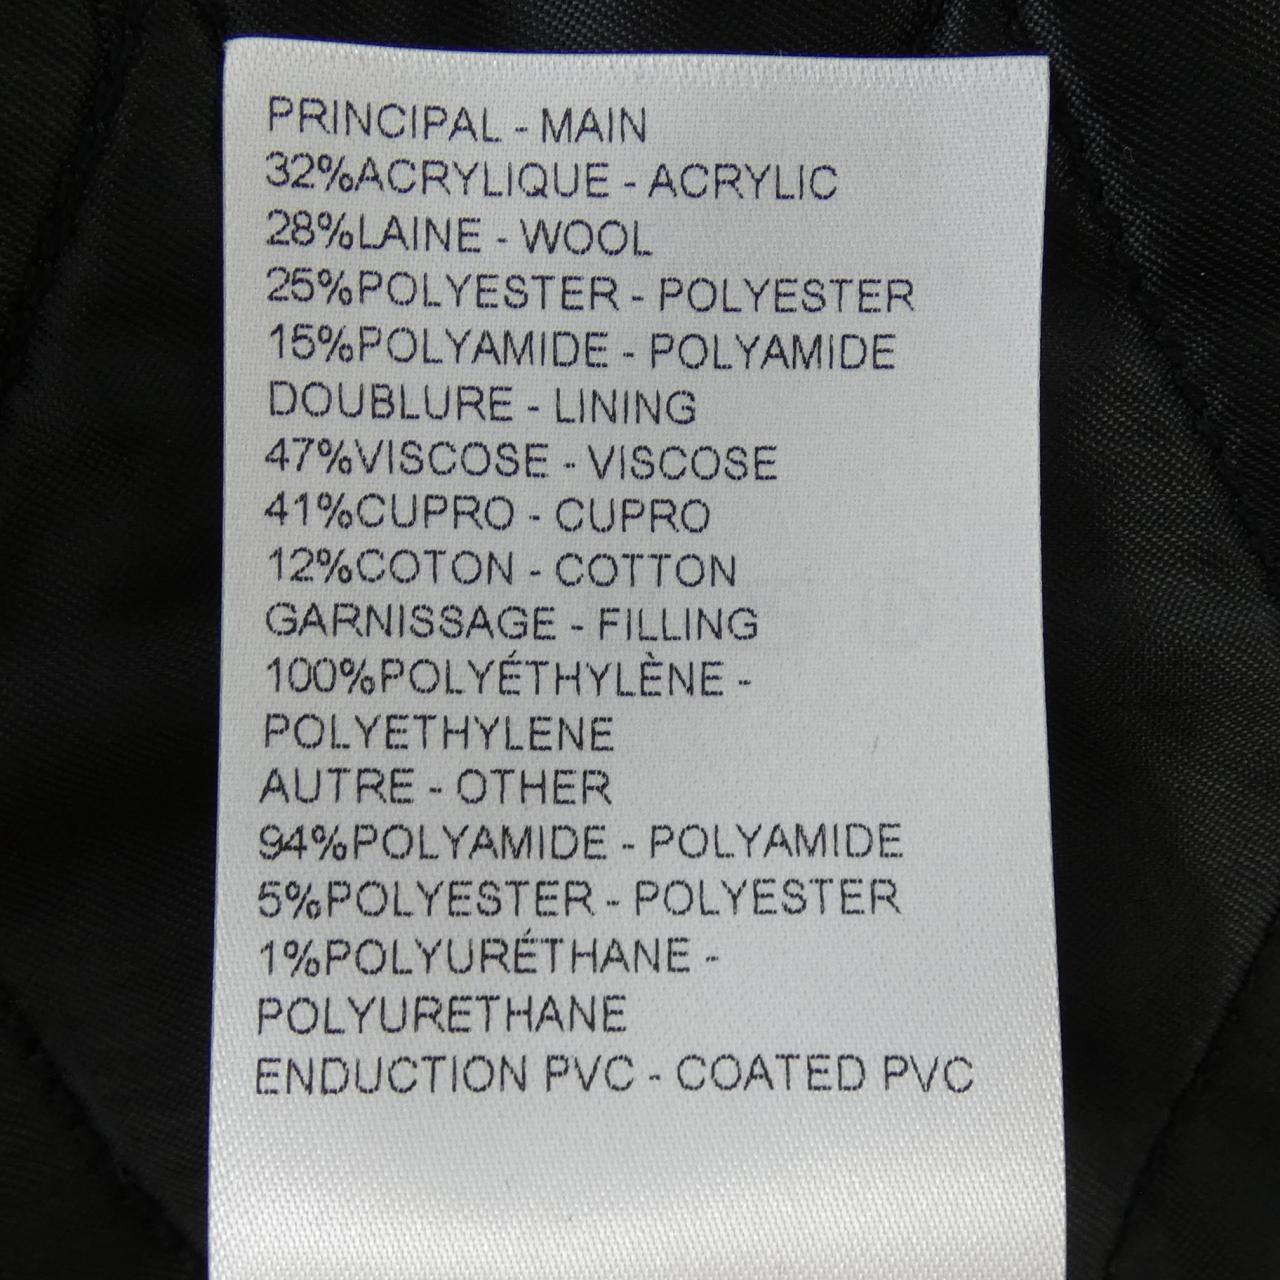 PRINCIPAL - MAIN
32%ACRYLIQUE - ACRYLIC
28%LAINE - WOOL
25%POLYESTER - POLYESTER
15%POLYAMIDE - POLYAMIDE
DOUBLURE - LINING
47%VISCOSE - VISCOSE
41%CUPRO - CUPRO
12%COTON - COTTON
GARNISSAGE - FILLING
100%POLYÉTHYLÈNE -
POLYETHYLENE
AUTRE - OTHER
94%POLYAMIDE - POLYAMIDE
5%POLYESTER - POLYESTER
1%POLYURÉTHANE -
POLYURETHANE
ENDUCTION PVC - COATED PVC